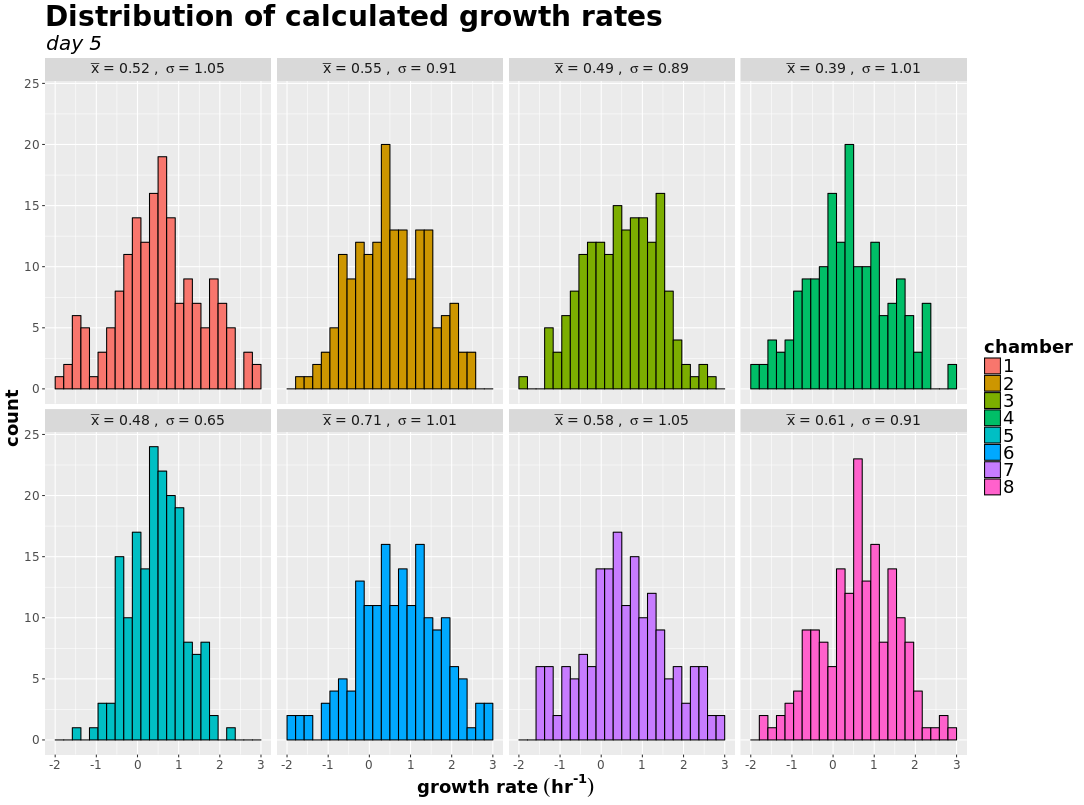 Distribution of calculated growth rates
day 5
x̅ = 0.52 , σ = 1.05
x̅ = 0.55 , σ = 0.91
x̅ = 0.49 , σ = 0.89
x̅ = 0.39 , σ = 1.01
25
20
15
10
5
0
x̅ = 0.48 , σ = 0.65
x̅ = 0.71 , σ = 1.01
x̅ = 0.58 , σ = 1.05
x̅ = 0.61 , σ = 0.91
25
20
15
10
5
0
-2 -1 0 1 2 3
-2 -1 0 1 2 3
-2 -1 0 1 2 3
-2 -1 0 1 2 3
count
growth rate (hr⁻¹)
chamber
1
2
3
4
5
6
7
8